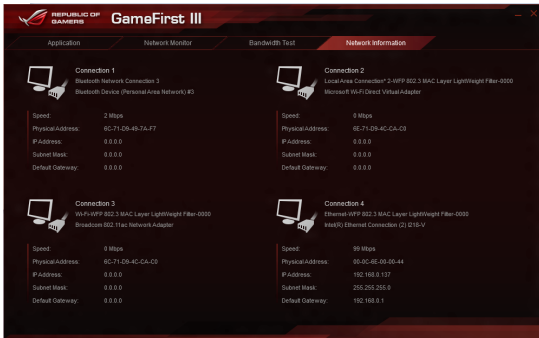 REPUBLIC OF
GAMERS
GameFirst III
Application
Network Monitor
Bandwidth Test
Network Information
Connection 1
Bluetooth Network Connection 3
Bluetooth Device (Personal Area Network) #3
Speed: 2 Mbps
Physical Address: 6C-71-D9-49-7A-F7
IP Address: 0.0.0.0
Subnet Mask: 0.0.0.0
Default Gateway: 0.0.0.0
Connection 2
Local Area Connection* 2-WFP 802.3 MAC Layer LightWeight Filter-0000
Microsoft Wi-Fi Direct Virtual Adapter
Speed: 0 Mbps
Physical Address: 6E-71-D9-4C-CA-C0
IP Address: 0.0.0.0
Subnet Mask: 0.0.0.0
Default Gateway: 0.0.0.0
Connection 3
Wi-Fi-WFP 802.3 MAC Layer LightWeight Filter-0000
Broadcom 802.11ac Network Adapter
Speed: 0 Mbps
Physical Address: 6C-71-D9-4C-CA-C0
IP Address: 0.0.0.0
Subnet Mask: 0.0.0.0
Default Gateway: 0.0.0.0
Connection 4
Ethernet-WFP 802.3 MAC Layer LightWeight Filter-0000
Intel(R) Ethernet Connection (2) I218-V
Speed: 99 Mbps
Physical Address: 00-0C-6E-00-00-44
IP Address: 192.168.0.137
Subnet Mask: 255.255.255.0
Default Gateway: 192.168.0.1